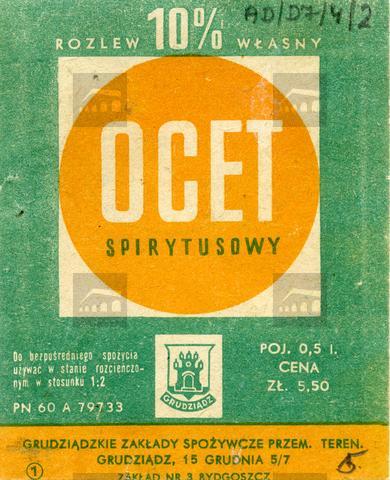 AD/D7/4/2
ROZLEW 10% WŁASNY
OCET
SPIRYTUSOWY
Do bezpośredniego spożycia
używać w stanie rozcieńczo-
nym w stosunku 1:2
PN 60 A 79733
GRUDZIĄDZ
POJ. 0,5 l.
CENA
ZŁ. 5,50
GRUDZIĄDZKIE ZAKŁADY SPOŻYWCZE PRZEM. TEREN.
GRUDZIĄDZ, 15 GRUDNIA 5/7
1
ZAKŁAD NR 3 BYDGOSZCZ
5.